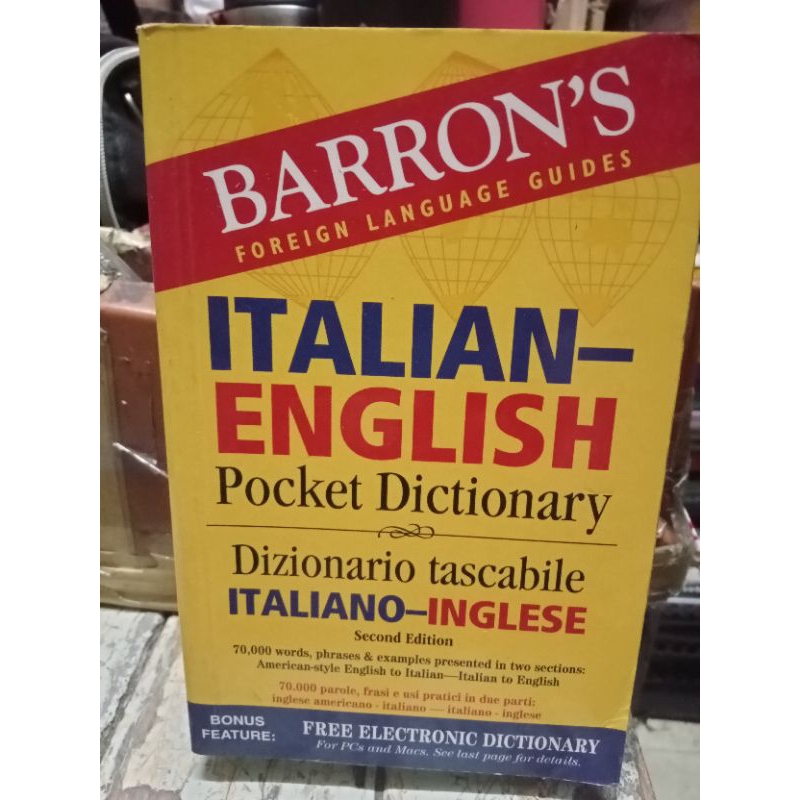 BARRON'S
FOREIGN LANGUAGE GUIDES
ITALIAN–
ENGLISH
Pocket Dictionary
Dizionario tascabile
ITALIANO–INGLESE
Second Edition
70,000 words, phrases & examples presented in two sections:
American-style English to Italian—Italian to English
70.000 parole, frasi e usi pratici in due parti:
inglese americano - italiano — italiano - inglese
BONUS
FEATURE:
FREE ELECTRONIC DICTIONARY
For PCs and Macs. See last page for details.